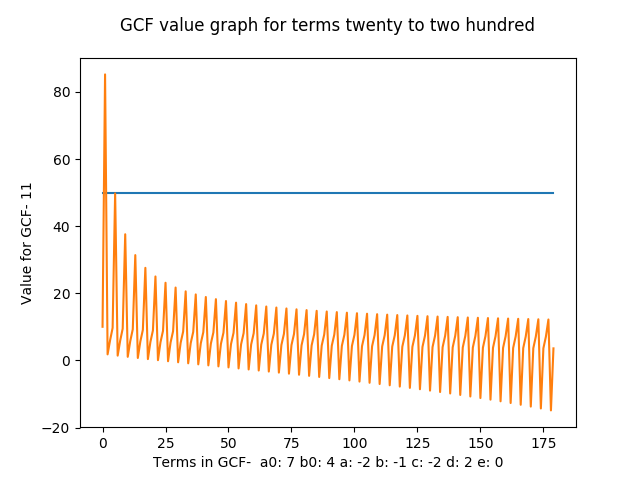 GCF value graph for terms twenty to two hundred
Value for GCF- 11
80
60
40
20
0
−20
0 25 50 75 100 125 150 175
Terms in GCF-  a0: 7 b0: 4 a: -2 b: -1 c: -2 d: 2 e: 0